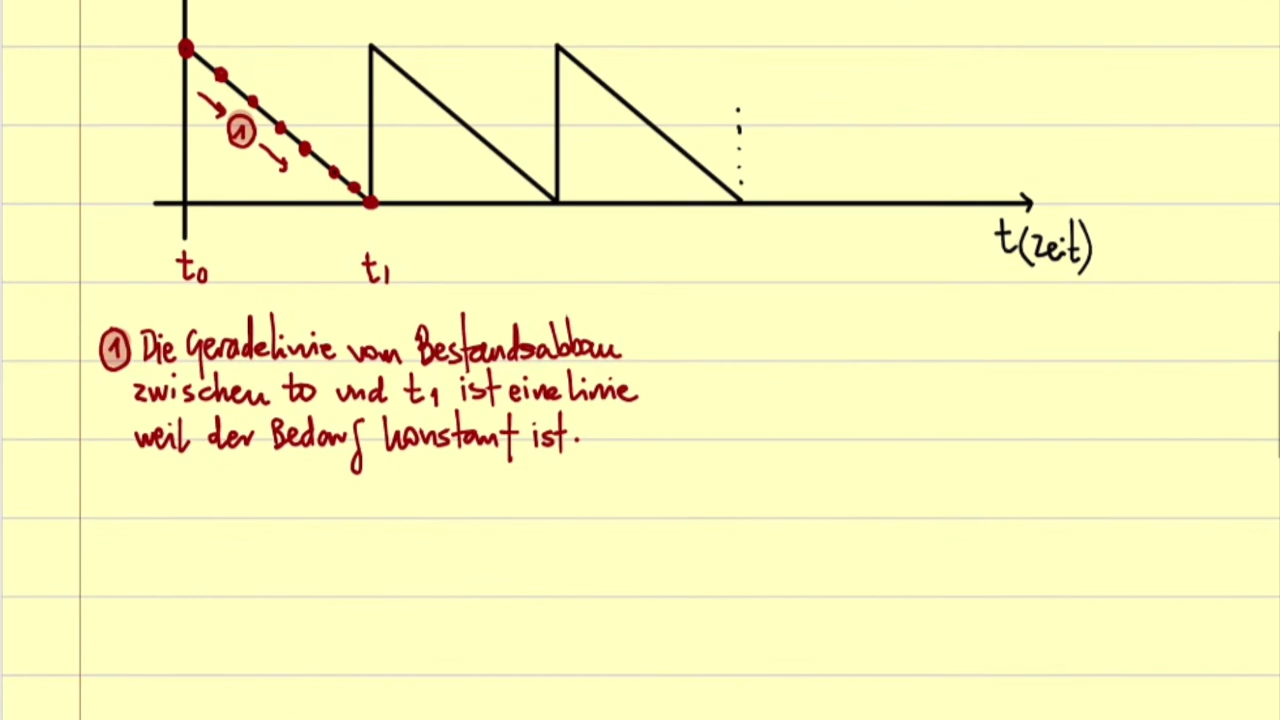 1
t(Zeit)
t0 t1
1 Die Geradelinie vom Bestandsabbau
zwischen t0 und t1 ist eine linie
weil der Bedarf konstant ist.